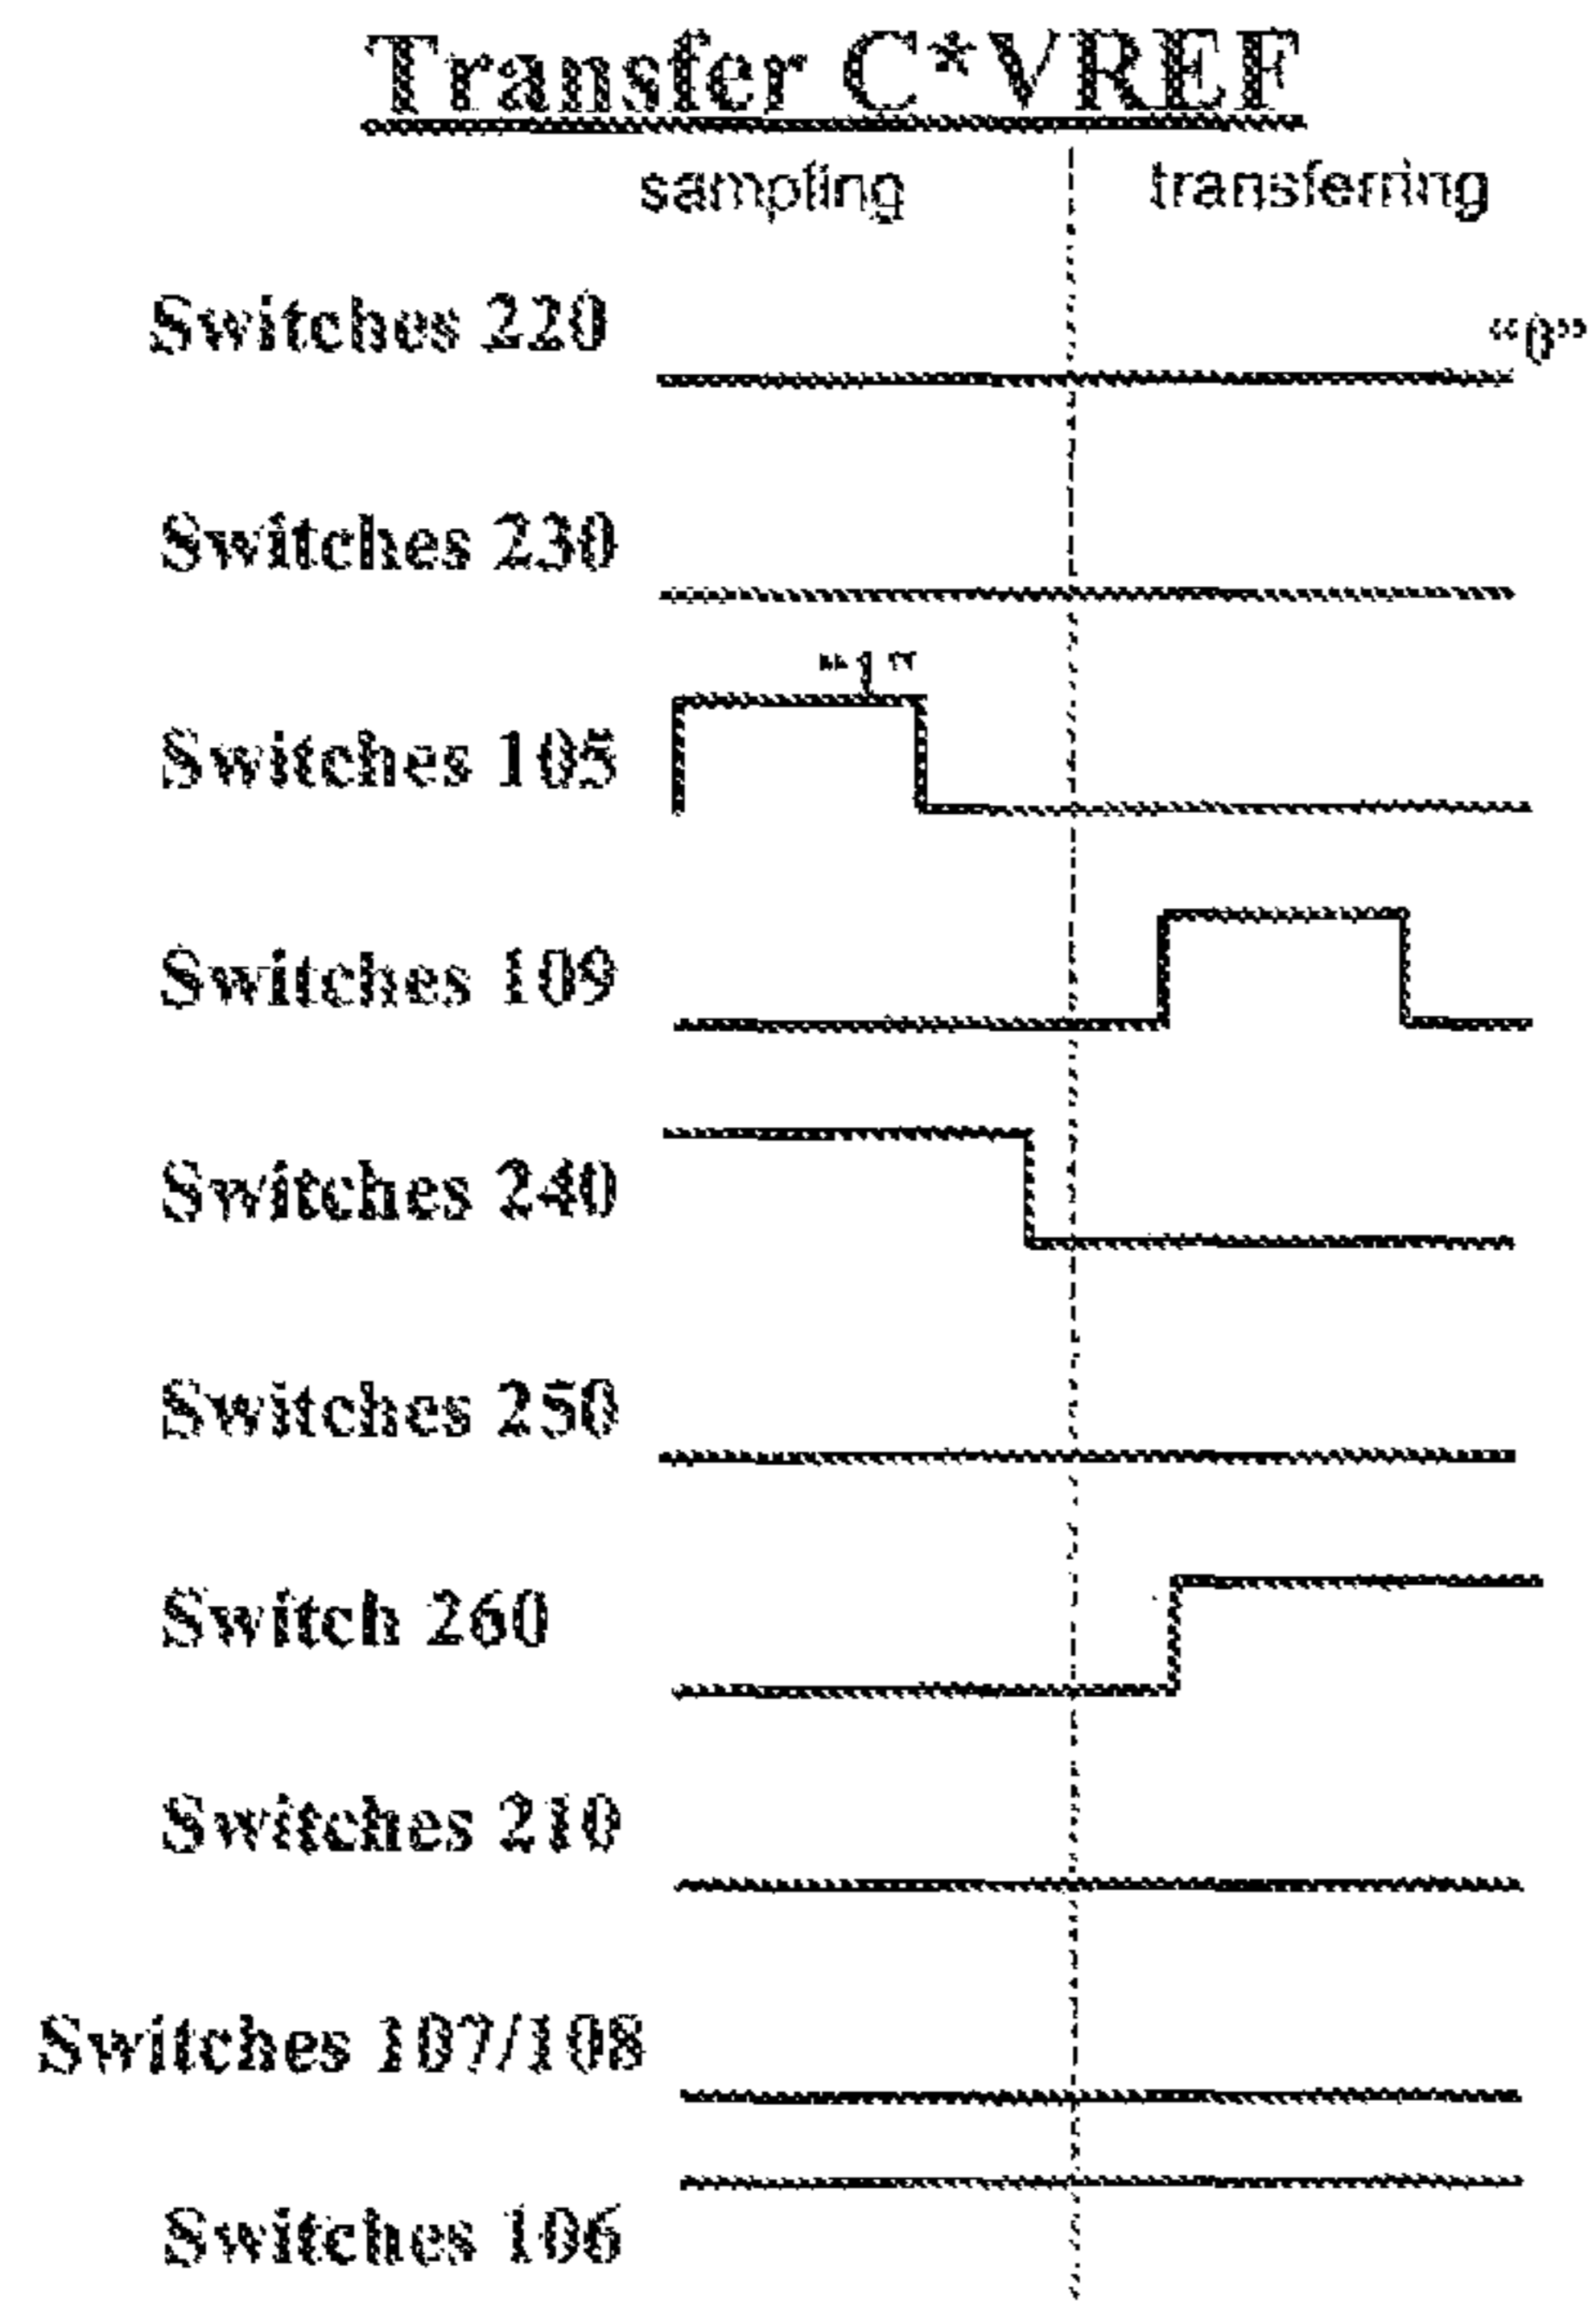 Transfer C*VREF
sampling transferring
Switches 220 “0”
Switches 230
"1"
Switches 105
Switches 109
Switches 240
Switches 250
Switch 260
Switches 210
Switches 107/108
Switches 106